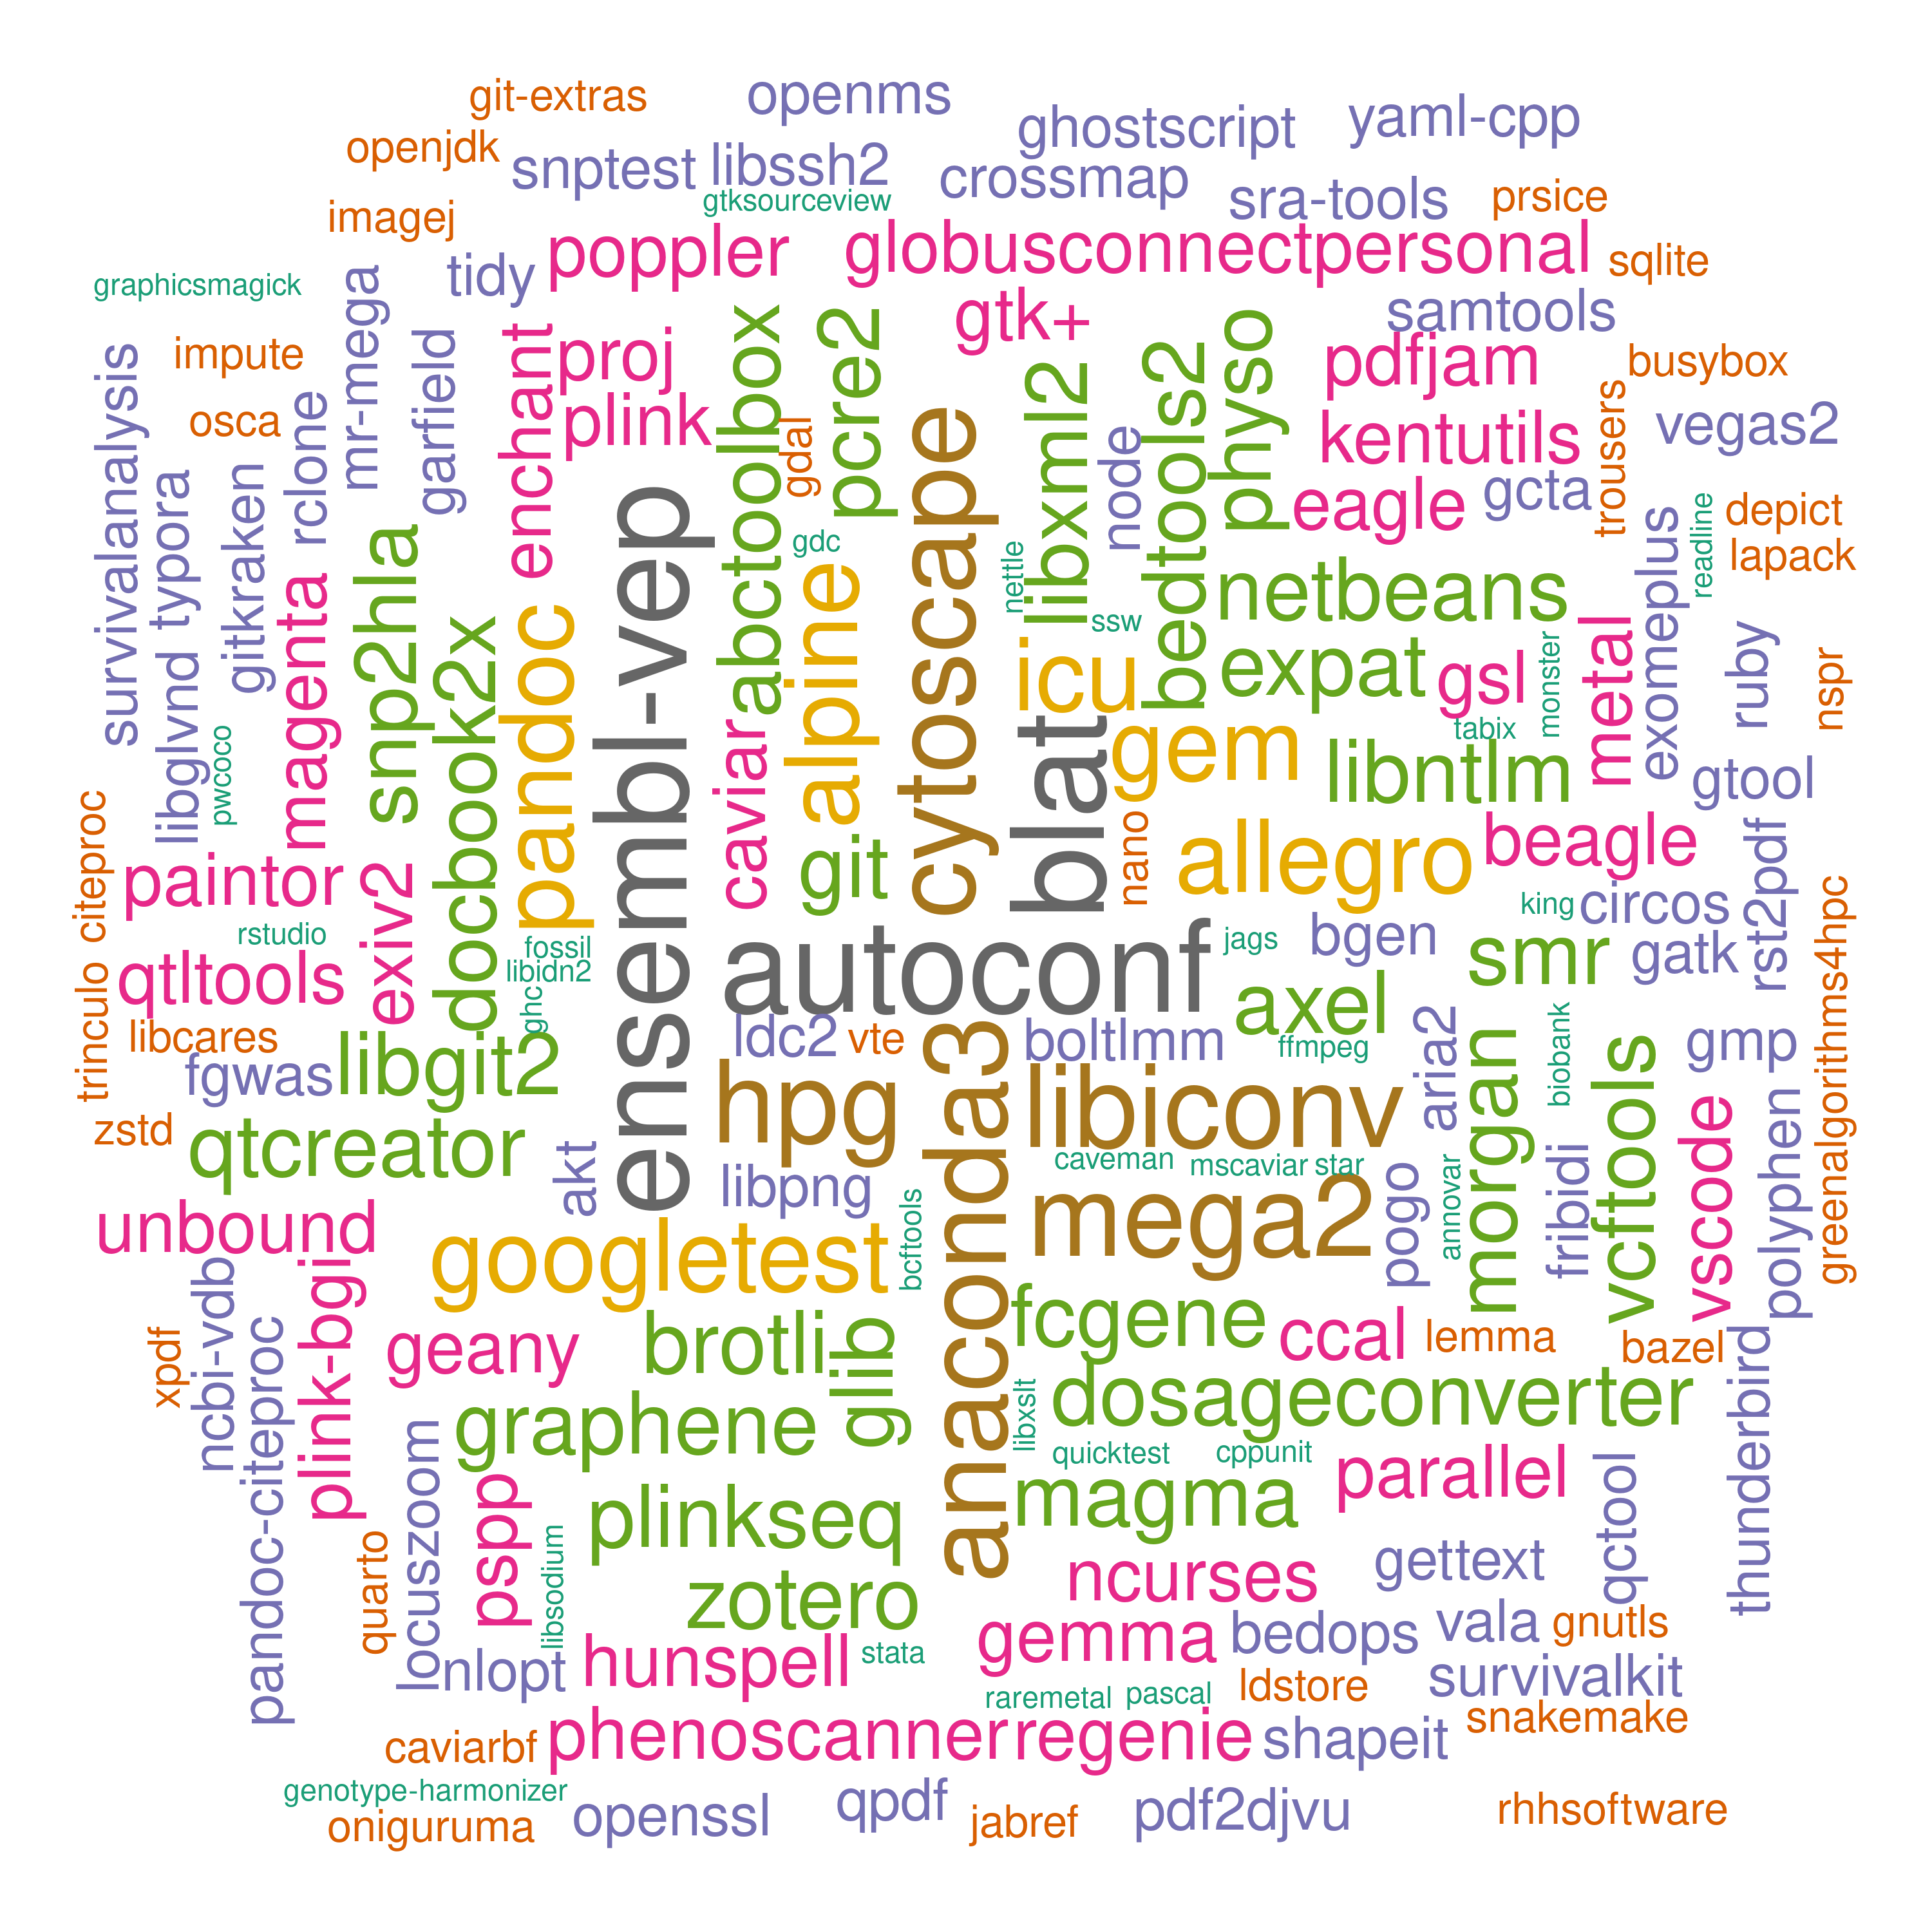 git-extras
openms
ghostscript
yaml-cpp
openjdk
snptest
libssh2
crossmap
sra-tools
prsice
gtksourceview
imagej
tidy
poppler
globusconnectpersonal
sqlite
graphicsmagick
mr-mega
gtk+
samtools
impute
garfield
enchant
proj
abctoolbox
pcre2
libxml2
bedtools2
physo
pdfjam
busybox
survivalanalysis
osca
rclone
plink
gdal
cytoscape
node
kentutils
trousers
vegas2
typora
gitkraken
ensembl-vep
gdc
eagle
gcta
exomeplus
readline
depict
lapack
magenta
snp2hla
docbook2x
pandoc
alpine
nettle
ssw
netbeans
icu
expat
gsl
monster
metal
ruby
nspr
libglvnd
pwcoco
caviar
blat
gem
tabix
libntlm
gtool
citeproc
paintor
exiv2
git
nano
allegro
beagle
rstudio
fossil
libidn2
ghc
autoconf
jags
bgen
king
circos
smr
gatk
rst2pdf
greenalgorithms4hpc
qtltools
axel
trinculo
libcares
fgwas
libgit2
ldc2
vte
anaconda3
boltlmm
ffmpeg
aria2
morgan
biobank
vcftools
gmp
zstd
qtcreator
akt
hpg
libiconv
caveman
mscaviar
star
libpng
mega2
pogo
annovar
fribidi
vscode
polyphen
unbound
ncbi-vdb
plink-bgi
googletest
bcftools
xpdf
pandoc-citeproc
geany
brotli
glib
fcgene
ccal
lemma
bazel
thunderbird
graphene
libxslt
dosageconverter
locuszoom
pspp
quicktest
cppunit
parallel
qctool
quarto
libsodium
plinkseq
magma
zotero
ncurses
gettext
nlopt
hunspell
stata
gemma
bedops
vala
gnutls
raremetal
pascal
ldstore
survivalkit
caviarbf
phenoscanner
regenie
shapeit
snakemake
genotype-harmonizer
oniguruma
openssl
qpdf
jabref
pdf2djvu
rhhsoftware